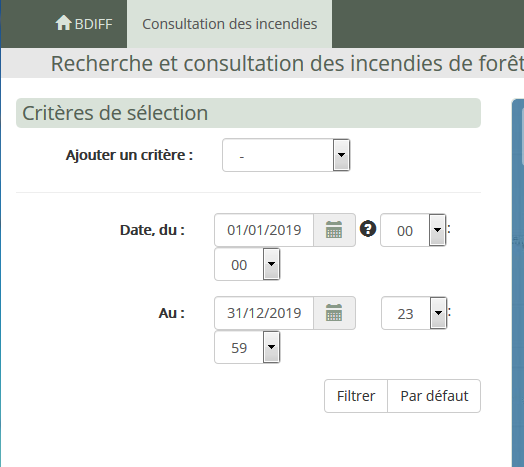 BDIFF Consultation des incendies
Recherche et consultation des incendies de forêt
Critères de sélection
Ajouter un critère : -
Date, du : 01/01/2019 ? 00 :
00
Au : 31/12/2019 23 :
59
Filtrer Par défaut